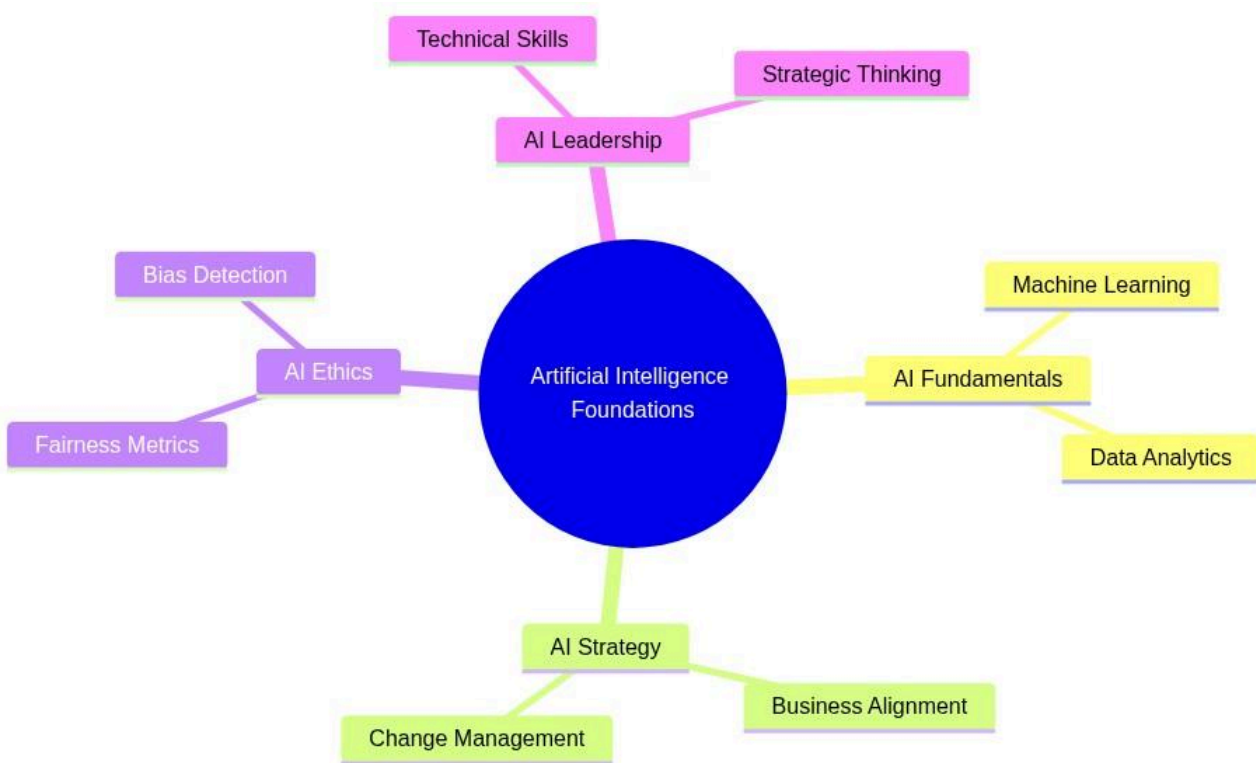 Technical Skills
Strategic Thinking
AI Leadership
Bias Detection
Machine Learning
AI Ethics
Artificial Intelligence
Foundations
AI Fundamentals
Fairness Metrics
Data Analytics
AI Strategy
Business Alignment
Change Management